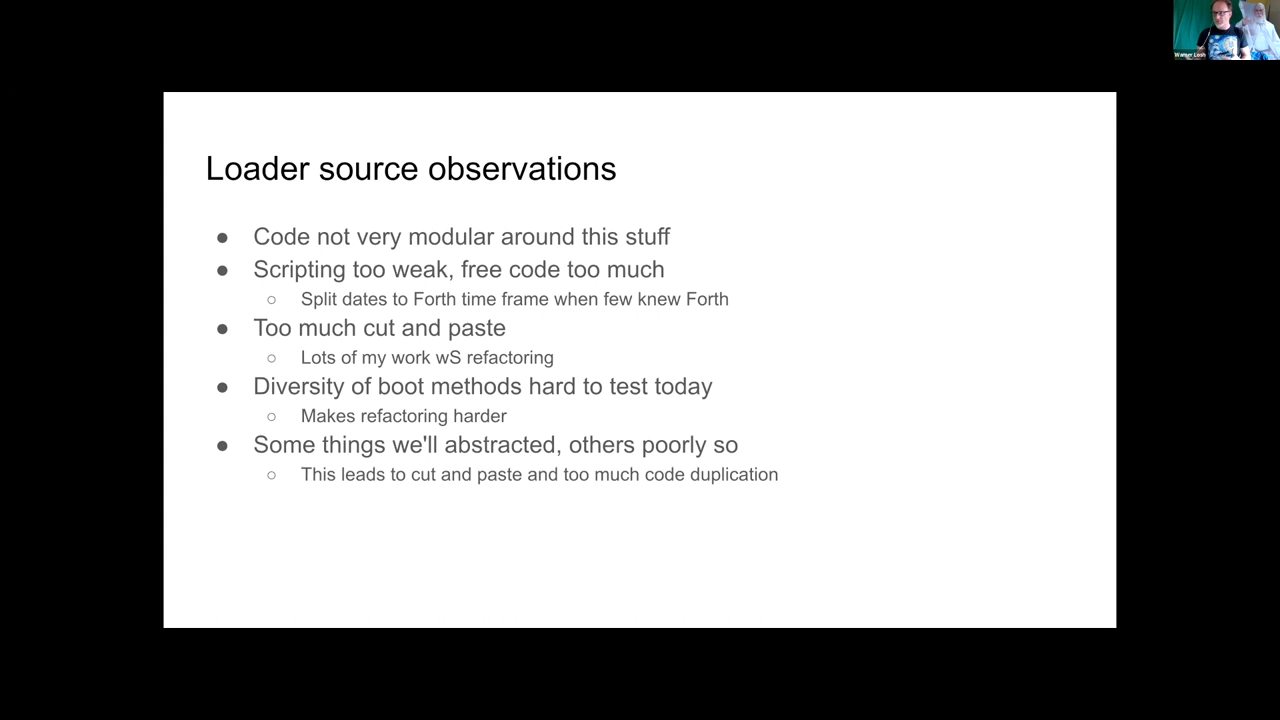 Warner Losh
Loader source observations
● Code not very modular around this stuff
● Scripting too weak, free code too much
○ Split dates to Forth time frame when few knew Forth
● Too much cut and paste
○ Lots of my work wS refactoring
● Diversity of boot methods hard to test today
○ Makes refactoring harder
● Some things we'll abstracted, others poorly so
○ This leads to cut and paste and too much code duplication